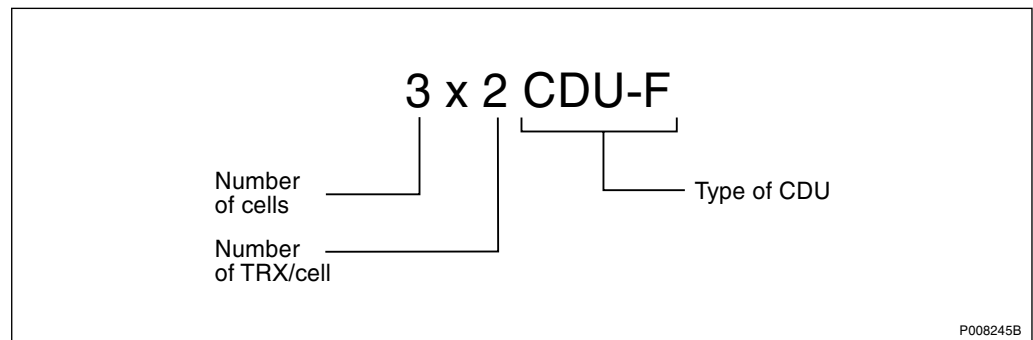 3 x 2 CDU-F
Number
of cells
Type of CDU
Number
of TRX/cell
P008245B